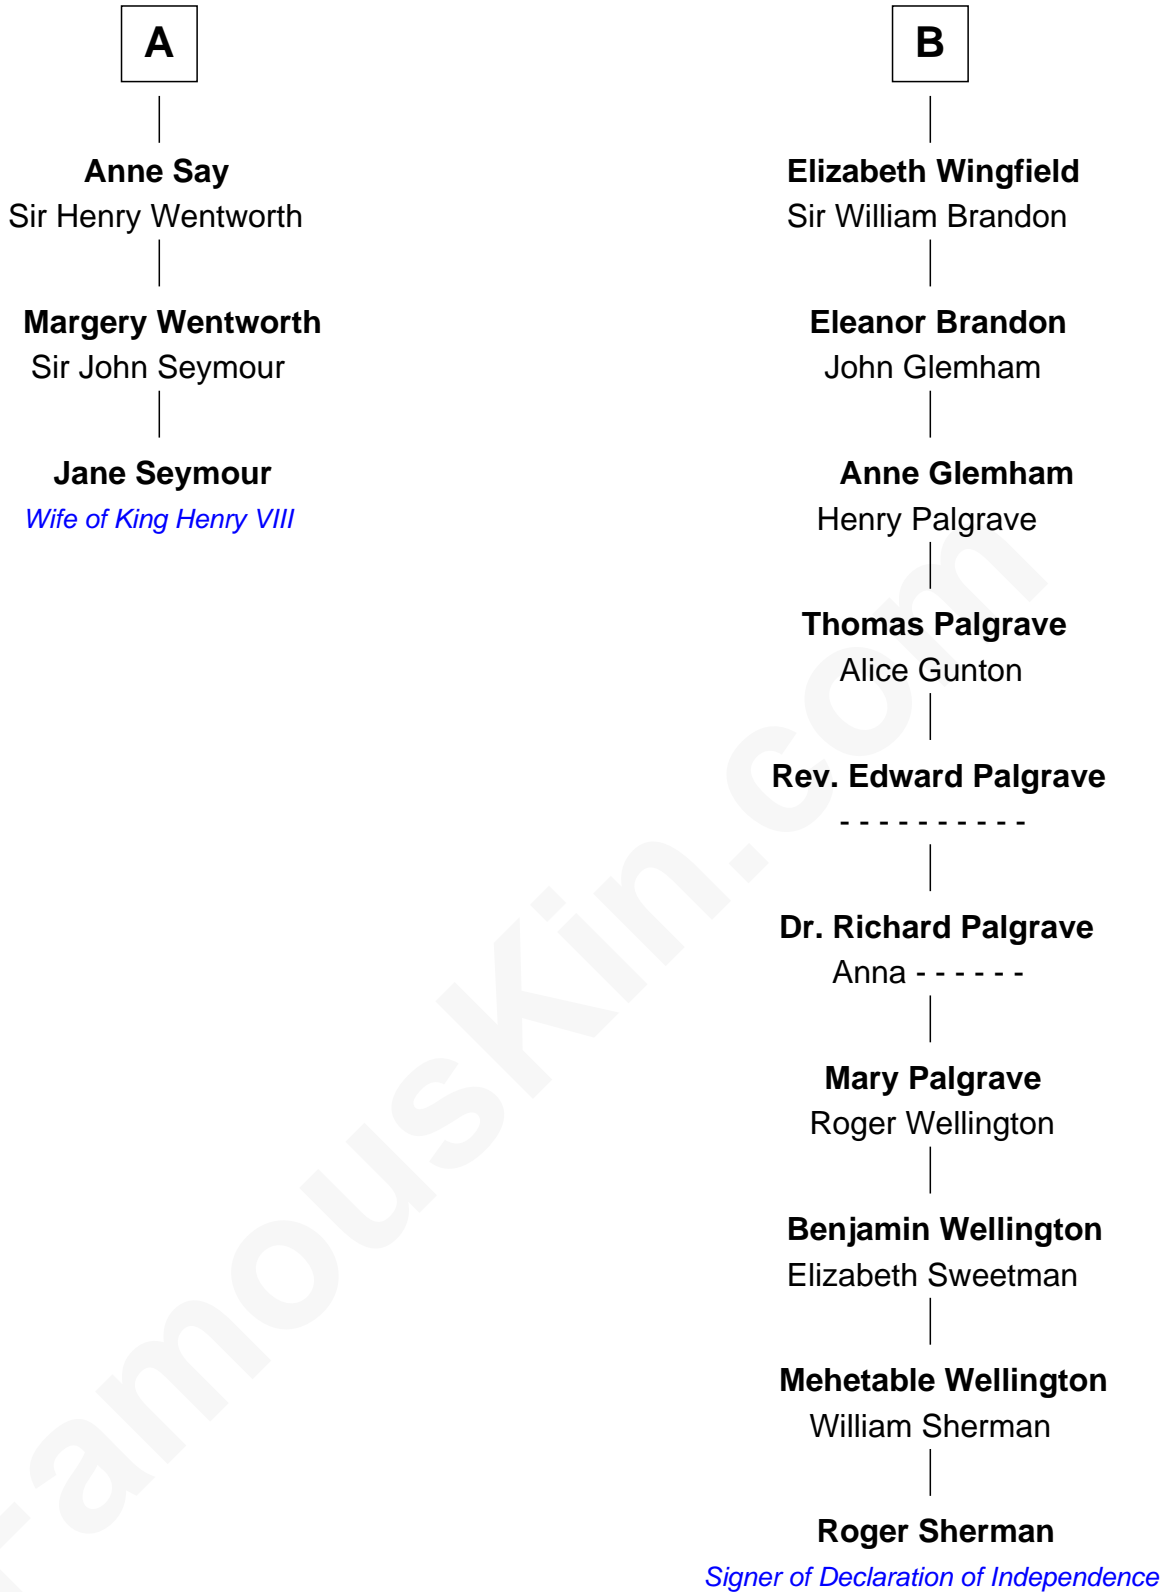 A
Anne Say
Sir Henry Wentworth
Margery Wentworth
Sir John Seymour
Jane Seymour
Wife of King Henry VIII
B
Elizabeth Wingfield
Sir William Brandon
Eleanor Brandon
John Glemham
Anne Glemham
Henry Palgrave
Thomas Palgrave
Alice Gunton
Rev. Edward Palgrave
- - - - - - - - - -
Dr. Richard Palgrave
Anna - - - - - -
Mary Palgrave
Roger Wellington
Benjamin Wellington
Elizabeth Sweetman
Mehetable Wellington
William Sherman
Roger Sherman
Signer of Declaration of Independence
FamousKin.com